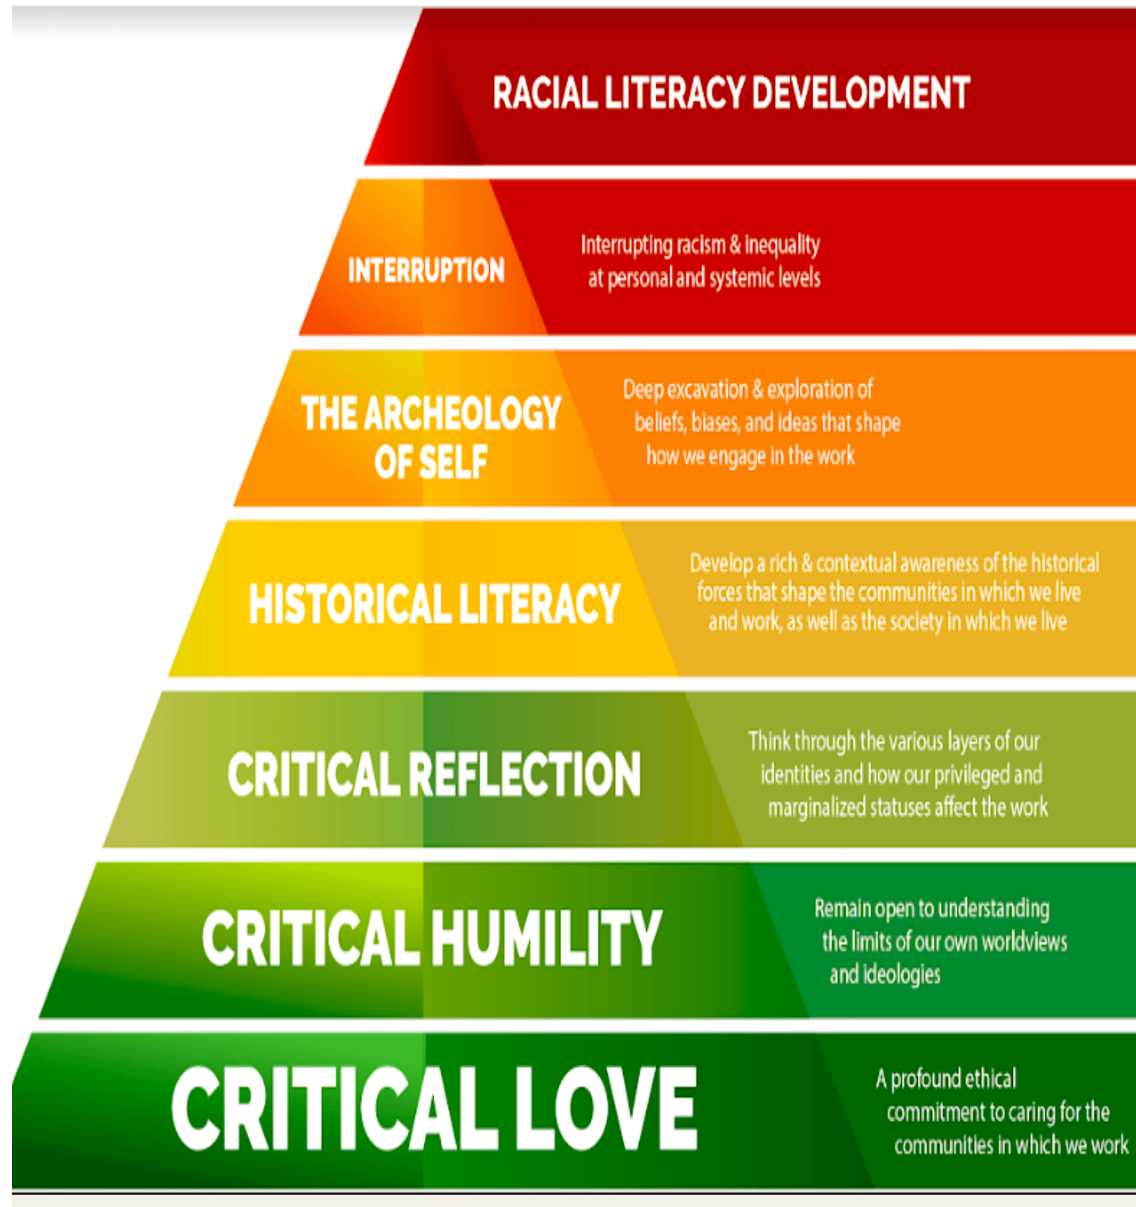 RACIAL LITERACY DEVELOPMENT
INTERRUPTION
Interrupting racism & inequality
at personal and systemic levels
THE ARCHEOLOGY
OF SELF
Deep excavation & exploration of
beliefs, biases, and ideas that shape
how we engage in the work
HISTORICAL LITERACY
Develop a rich & contextual awareness of the historical
forces that shape the communities in which we live
and work, as well as the society in which we live
CRITICAL REFLECTION
Think through the various layers of our
identities and how our privileged and
marginalized statuses affect the work
CRITICAL HUMILITY
Remain open to understanding
the limits of our own worldviews
and ideologies
CRITICAL LOVE
A profound ethical
commitment to caring for the
communities in which we work